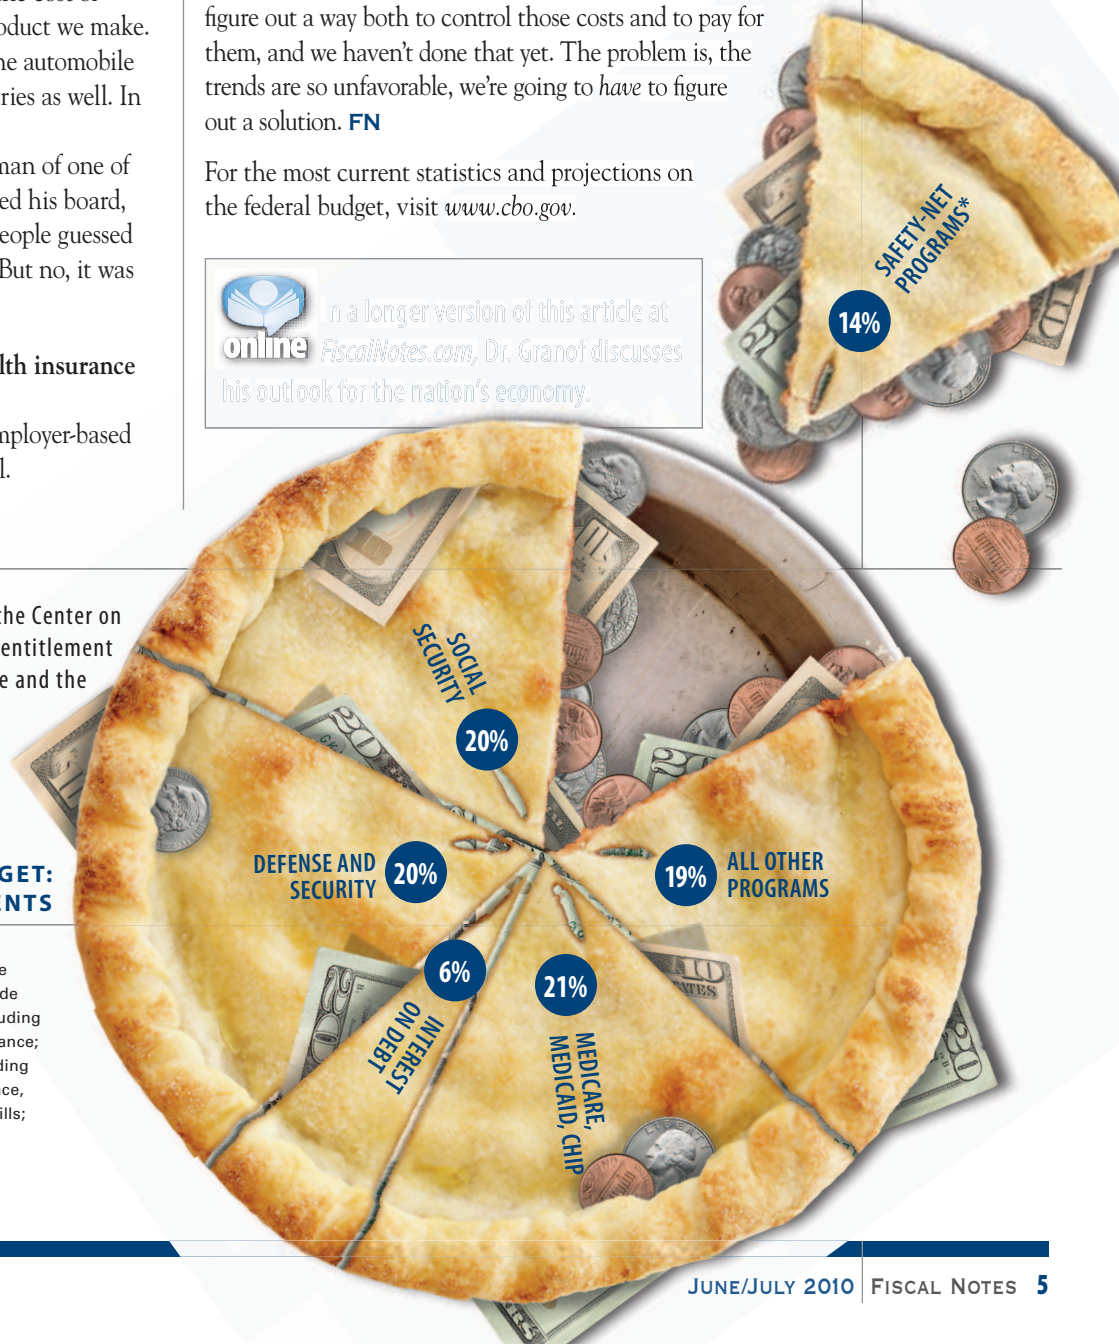 oduct we make.
he automobile
ries as well. In
man of one of
ed his board,
eople guessed
But no, it was
lth insurance
mployer-based
l.
figure out a way both to control those costs and to pay for
them, and we haven't done that yet. The problem is, the
trends are so unfavorable, we're going to have to figure
out a solution. FN
For the most current statistics and projections on
the federal budget, visit www.cbo.gov.
online
In a longer version of this article at
FiscalNotes.com, Dr. Granof discusses
his outlook for the nation's economy.
SAFETY-NET
PROGRAMS*
14%
the Center on
entitlement
e and the
GET:
ENTS
e
de
uding
ance;
ding
ce,
ills;
SOCIAL
SECURITY
20%
DEFENSE AND
SECURITY
20%
19%
ALL OTHER
PROGRAMS
6%
INTEREST
ON DEBT
21%
MEDICARE,
MEDICAID, CHIP
JUNE/JULY 2010 FISCAL NOTES 5